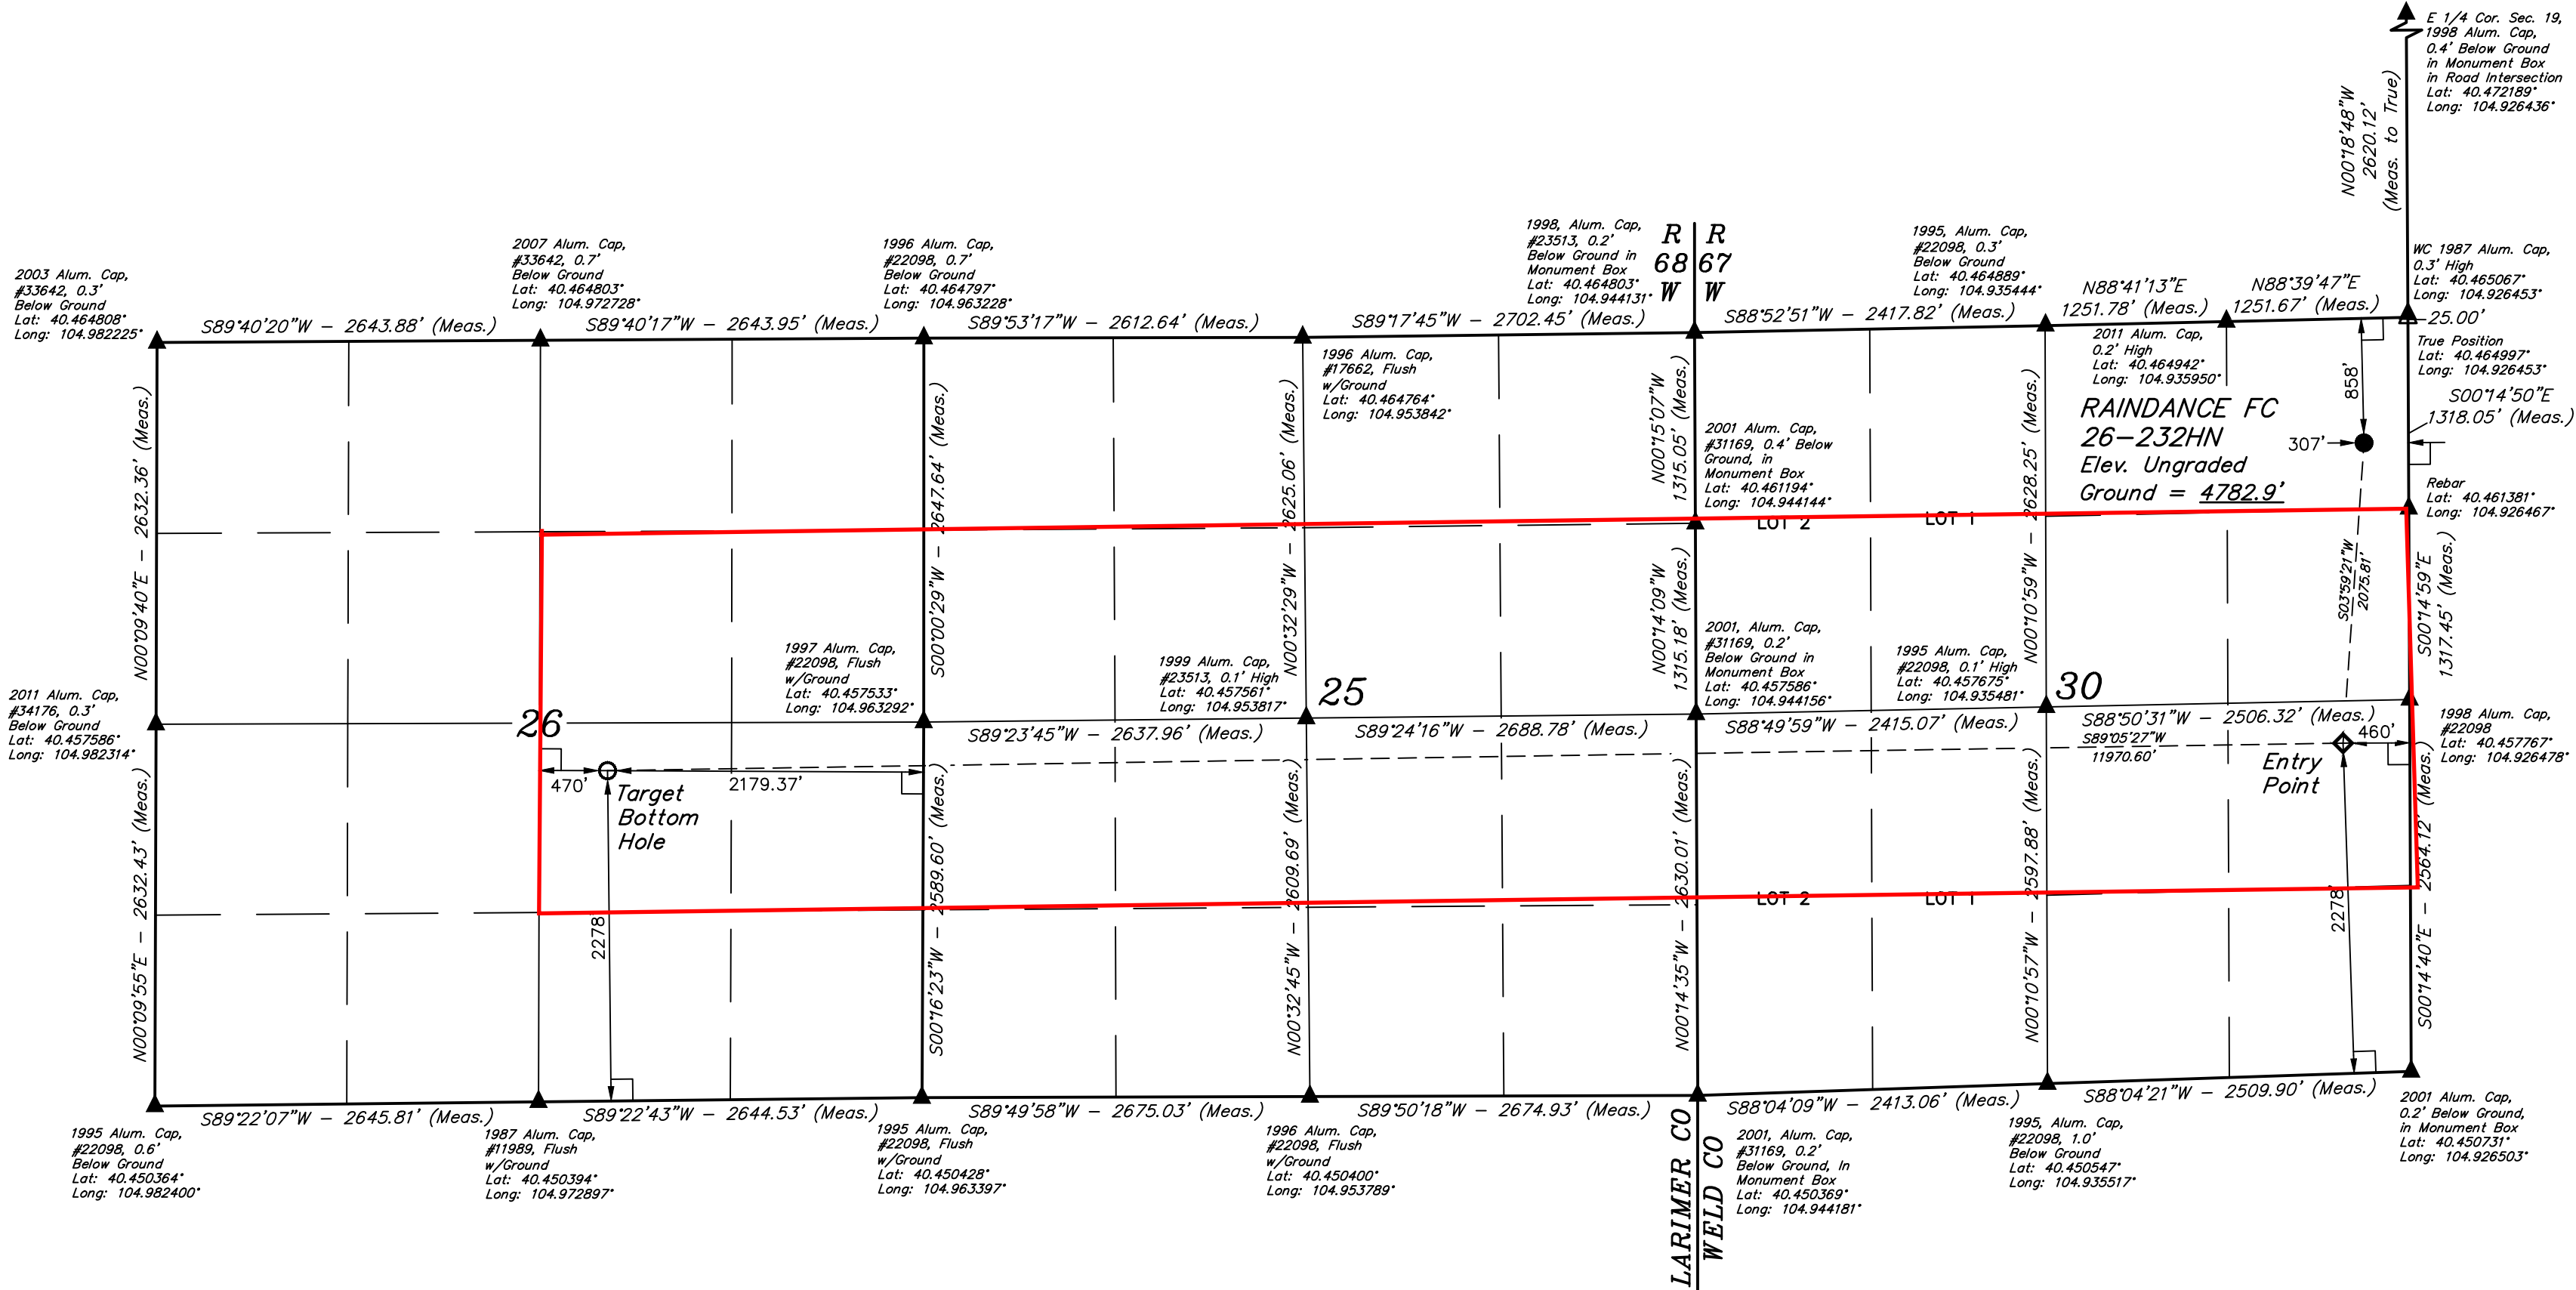 E 1/4 Cor. Sec. 19,
1998 Alum. Cap,
0.4' Below Ground
in Monument Box
in Road Intersection
Lat: 40.472189°
Long: 104.926436°
N00°18'48"W
2620.12'
(Meas. to True)
2003 Alum. Cap,
#33642, 0.3'
Below Ground
Lat: 40.464808°
Long: 104.982225°
2007 Alum. Cap,
#33642, 0.7'
Below Ground
Lat: 40.464803°
Long: 104.972728°
1996 Alum. Cap,
#22098, 0.7'
Below Ground
Lat: 40.464797°
Long: 104.963228°
1998, Alum. Cap,
#23513, 0.2'
Below Ground in
Monument Box
Lat: 40.464803°
Long: 104.944131°
R R
68 67
W W
1995, Alum. Cap,
#22098, 0.3'
Below Ground
Lat: 40.464889°
Long: 104.935444°
WC 1987 Alum. Cap,
0.3' High
Lat: 40.465067°
Long: 104.926453°
S89°40'20"W - 2643.88' (Meas.)
S89°40'17"W - 2643.95' (Meas.)
S89°53'17"W - 2612.64' (Meas.)
S89°17'45"W - 2702.45' (Meas.)
S88°52'51"W - 2417.82' (Meas.)
N88°41'13"E
1251.78' (Meas.)
N88°39'47"E
1251.67' (Meas.)
25.00'
True Position
Lat: 40.464997°
Long: 104.926453°
1996 Alum. Cap,
#17662, Flush
w/Ground
Lat: 40.464764°
Long: 104.953842°
2011 Alum. Cap,
0.2' High
Lat: 40.464942°
Long: 104.935950°
858'
S00°14'50"E
1318.05' (Meas.)
RAINDANCE FC
26-232HN
Elev. Ungraded
Ground = 4782.9'
307'
N00°09'40"E - 2632.36' (Meas.)
S00°00'29"W - 2647.64' (Meas.)
N00°32'29"W - 2625.06' (Meas.)
N00°15'07"W
1315.05' (Meas.)
2001 Alum. Cap,
#31169, 0.4' Below
Ground, in
Monument Box
Lat: 40.461194°
Long: 104.944144°
N00°10'59"W - 2628.25' (Meas.)
Rebar
Lat: 40.461381°
Long: 104.926467°
LOT 2
LOT 1
S03°59'21"W
2075.81'
S00°14'59"E
1317.45' (Meas.)
N00°14'09"W
1315.18' (Meas.)
2011 Alum. Cap,
#34176, 0.3'
Below Ground
Lat: 40.457586°
Long: 104.982314°
26
1997 Alum. Cap,
#22098, Flush
w/Ground
Lat: 40.457533°
Long: 104.963292°
1999 Alum. Cap,
#23513, 0.1' High
Lat: 40.457561°
Long: 104.953817°
25
2001, Alum. Cap,
#31169, 0.2'
Below Ground in
Monument Box
Lat: 40.457586°
Long: 104.944156°
1995 Alum. Cap,
#22098, 0.1' High
Lat: 40.457675°
Long: 104.935481°
30
1998 Alum. Cap,
#22098
Lat: 40.457767°
Long: 104.926478°
S89°23'45"W - 2637.96' (Meas.)
S89°24'16"W - 2688.78' (Meas.)
S88°49'59"W - 2415.07' (Meas.)
S88°50'31"W - 2506.32' (Meas.)
S89°05'27"W
11970.60'
460'
Entry
Point
470'
Target
Bottom
Hole
2179.37'
N00°09'55"E - 2632.43' (Meas.)
2278'
S00°16'23"W - 2589.60' (Meas.)
N00°32'45"W - 2609.69' (Meas.)
N00°14'35"W - 2630.01' (Meas.)
LOT 2
LOT 1
N00°10'57"W - 2597.88' (Meas.)
2278'
S00°14'40"E - 2564.12' (Meas.)
S89°22'07"W - 2645.81' (Meas.)
S89°22'43"W - 2644.53' (Meas.)
S89°49'58"W - 2675.03' (Meas.)
S89°50'18"W - 2674.93' (Meas.)
S88°04'09"W - 2413.06' (Meas.)
S88°04'21"W - 2509.90' (Meas.)
1995 Alum. Cap,
#22098, 0.6'
Below Ground
Lat: 40.450364°
Long: 104.982400°
1987 Alum. Cap,
#11989, Flush
w/Ground
Lat: 40.450394°
Long: 104.972897°
1995 Alum. Cap,
#22098, Flush
w/Ground
Lat: 40.450428°
Long: 104.963397°
1996 Alum. Cap,
#22098, Flush
w/Ground
Lat: 40.450400°
Long: 104.953789°
LARIMER CO
WELD CO
2001, Alum. Cap,
#31169, 0.2'
Below Ground, In
Monument Box
Lat: 40.450369°
Long: 104.944181°
1995, Alum. Cap,
#22098, 1.0'
Below Ground
Lat: 40.450547°
Long: 104.935517°
2001 Alum. Cap,
0.2' Below Ground,
in Monument Box
Lat: 40.450731°
Long: 104.926503°